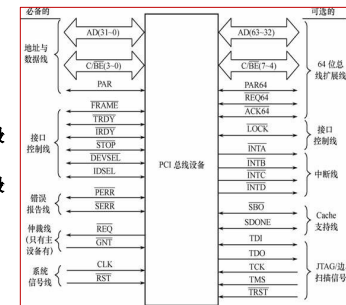 必备的
可选的
地址与
数据线
AD(31~0)
C/BE(3~0)
PAR
AD(63~32)
C/BE(7~4)
PAR64
REQ64
ACK64
64 位总
线扩展线
级
级
接口
控制线
FRAME
TRDY
IRDY
STOP
DEVSEL
IDSEL
PCI 总线设备
LOCK
接口
控制线
INTA
INTB
INTC
INTD
中断线
错误
报告线
PERR
SERR
SBO
SDONE
Cache
支持线
仲裁线
(只有主
设备有)
REQ
GNT
系统
信号线
CLK
RST
TDI
TDO
TCK
TMS
TRST
JTAG/边
扫描信号